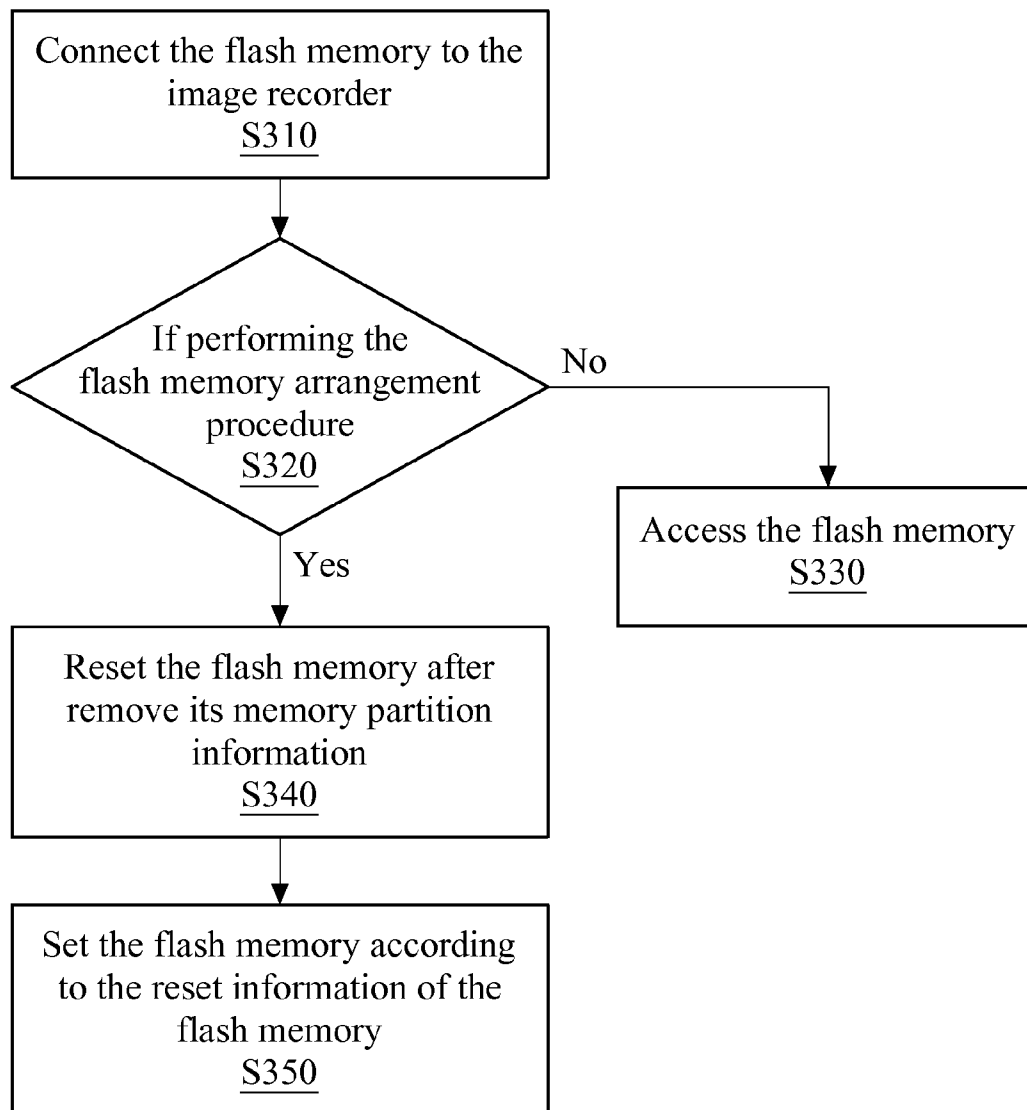 Connect the flash memory to the
image recorder
S310
If performing the
flash memory arrangement
procedure
S320
No
Access the flash memory
S330
Yes
Reset the flash memory after
remove its memory partition
information
S340
Set the flash memory according
to the reset information of the
flash memory
S350